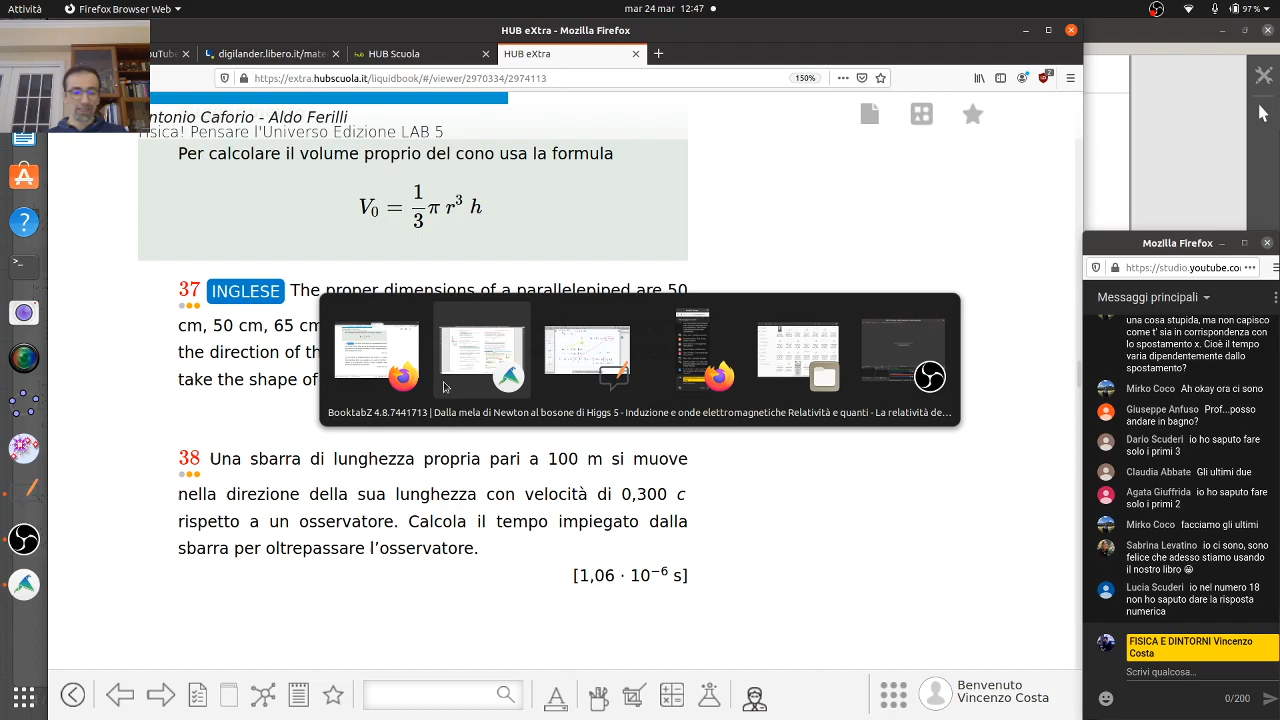 Attività
Firefox Browser Web
mar 24 mar 12:47
97 %
HUB eXtra - Mozilla Firefox
uTube
digilander.libero.it/mate
HUB Scuola
HUB eXtra
https://extra.hubscuola.it/liquidbook/#/viewer/2970334/2974113
150%
ntonio Caforio - Aldo Ferilli
Fisica! Pensare l'Universo Edizione LAB 5
Per calcolare il volume proprio del cono usa la formula
V₀ = 1/3 π r³ h
37 INGLESE The proper dimensions of a parallelepiped are 50
cm, 50 cm, 65 cm
the direction of th
take the shape of
BooktabZ 4.8.7441713 | Dalla mela di Newton al bosone di Higgs 5 - Induzione e onde elettromagnetiche Relatività e quanti - La relatività de...
38 Una sbarra di lunghezza propria pari a 100 m si muove
nella direzione della sua lunghezza con velocità di 0,300 c
rispetto a un osservatore. Calcola il tempo impiegato dalla
sbarra per oltrepassare l'osservatore.
[1,06 · 10⁻⁶ s]
Benvenuto
Vincenzo Costa
Mozilla Firefox
https://studio.youtube.co
Messaggi principali
una cosa stupida, ma non capisco
come t' sia in corrispondenza con
lo spostamento x. Cioè il tempo
varia dipendentemente dallo
spostamento?
Mirko Coco Ah okay ora ci sono
Giuseppe Anfuso Prof...posso
andare in bagno?
Dario Scuderi io ho saputo fare
solo i primi 3
Claudia Abbate Gli ultimi due
Agata Giuffrida io ho saputo fare
solo i primi 2
Mirko Coco facciamo gli ultimi
Sabrina Levatino io ci sono, sono
felice che adesso stiamo usando
il nostro libro 😀
Lucia Scuderi io nel numero 18
non ho saputo dare la risposta
numerica
FISICA E DINTORNI Vincenzo
Costa
Scrivi qualcosa...
0/200